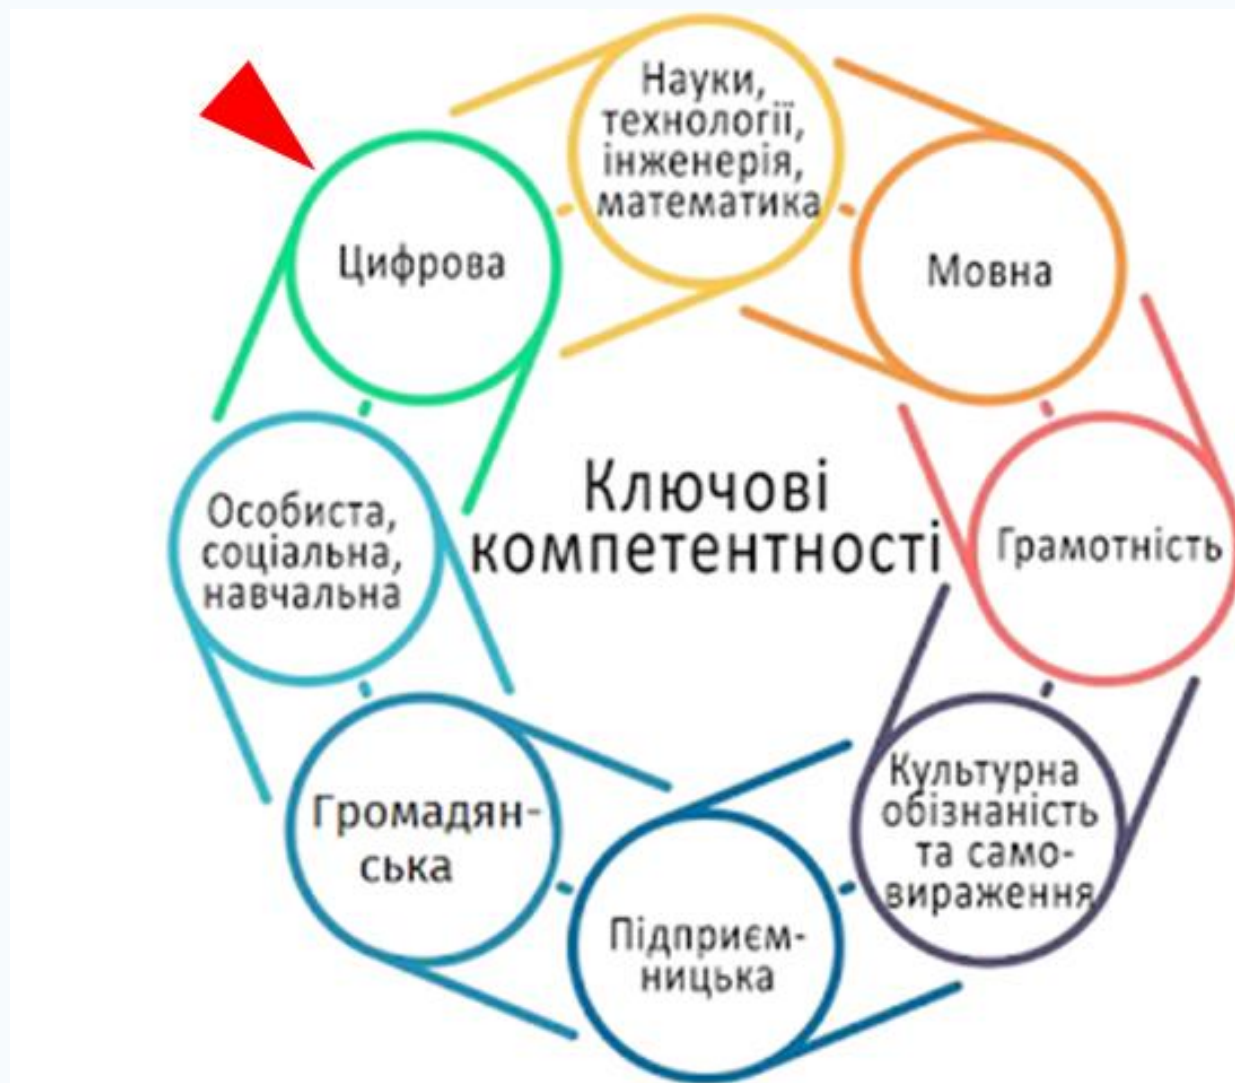 Науки,
технології,
інженерія,
математика
Цифрова
Мовна
Ключові
компетентності
Особиста,
соціальна,
навчальна
Грамотність
Громадян-
ська
Культурна
обізнаність
та само-
вираження
Підприєм-
ницька